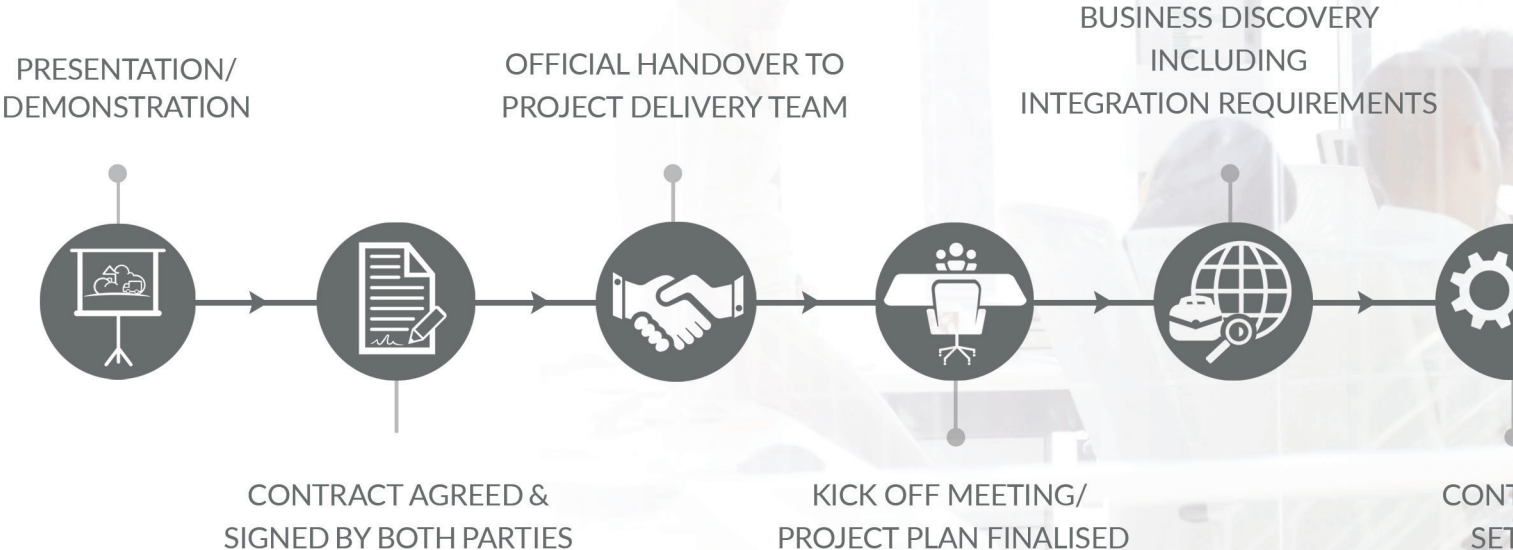 PRESENTATION/
DEMONSTRATION
CONTRACT AGREED &
SIGNED BY BOTH PARTIES
OFFICIAL HANDOVER TO
PROJECT DELIVERY TEAM
KICK OFF MEETING/
PROJECT PLAN FINALISED
BUSINESS DISCOVERY
INCLUDING
INTEGRATION REQUIREMENTS